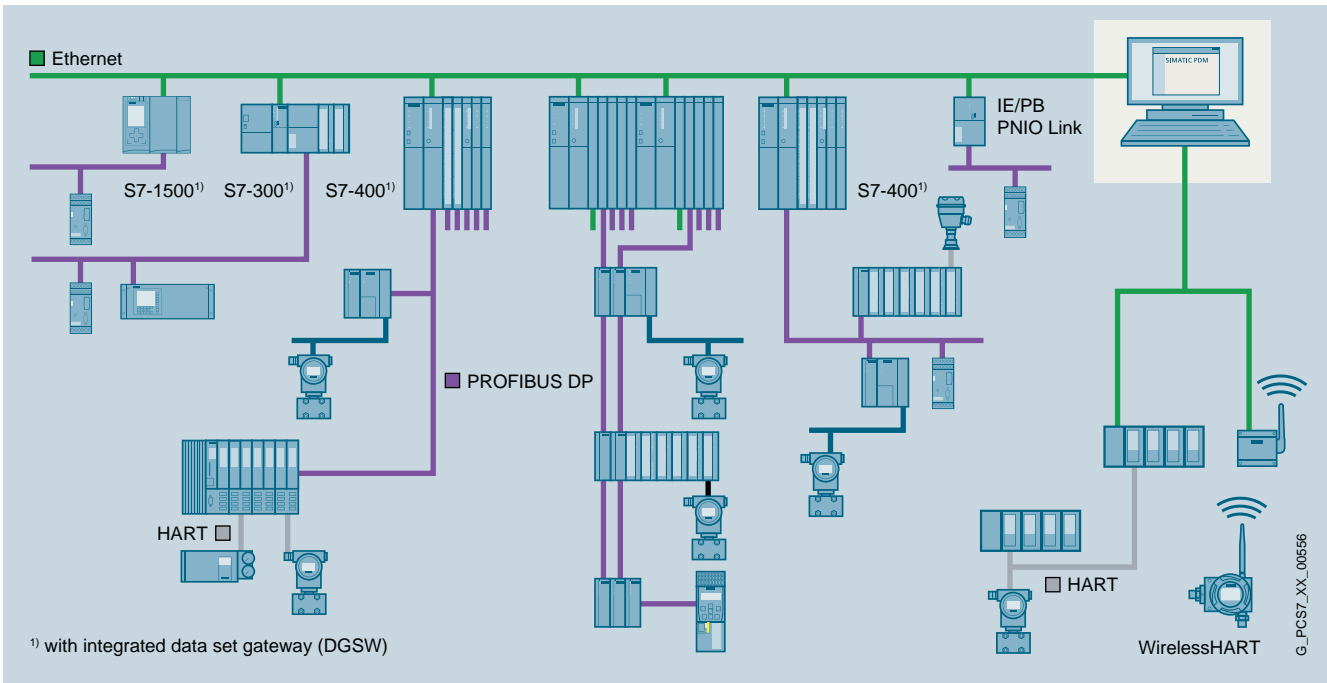 Ethernet
SIMATIC PDM
IE/PB
PNIO Link
S7-1500¹⁾
S7-300¹⁾
S7-400¹⁾
S7-400¹⁾
PROFIBUS DP
HART
HART
WirelessHART
¹⁾ with integrated data set gateway (DGSW)
G_PCS7_XX_00556